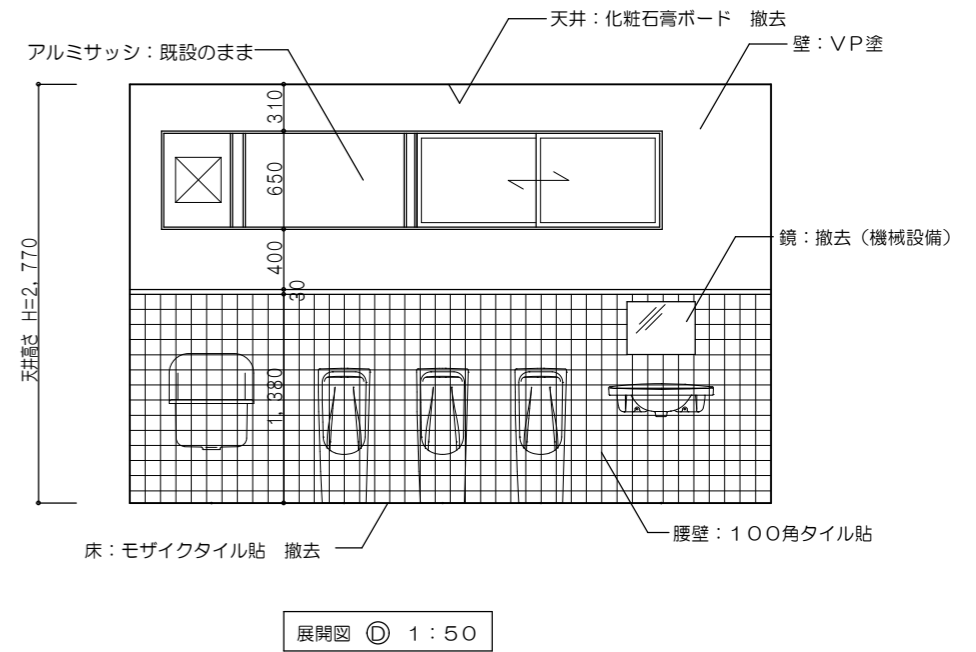 天井：化粧石膏ボード　撤去
アルミサッシ：既設のまま
壁：ＶＰ塗
310
650
400
30
1,380
天井高さ H=2,770
鏡：撤去（機械設備）
腰壁：１００角タイル貼
床：モザイクタイル貼　撤去
展開図 Ⓓ １：５０